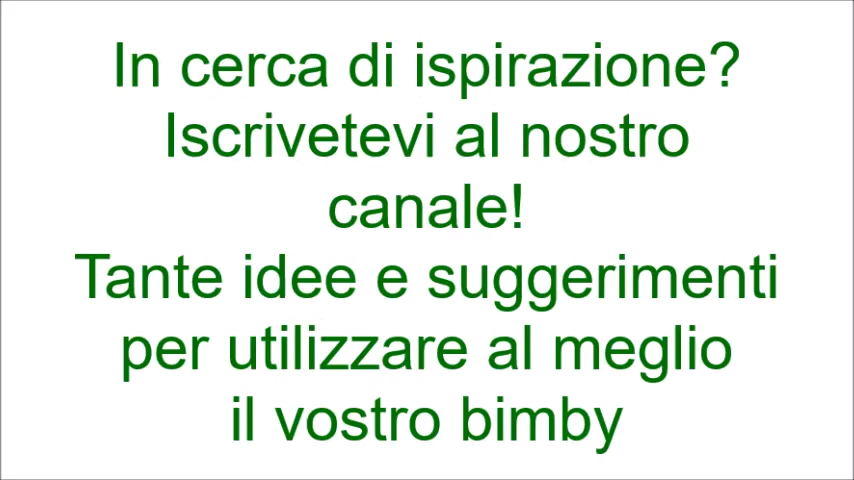 In cerca di ispirazione?
Iscrivetevi al nostro
canale!
Tante idee e suggerimenti
per utilizzare al meglio
il vostro bimby